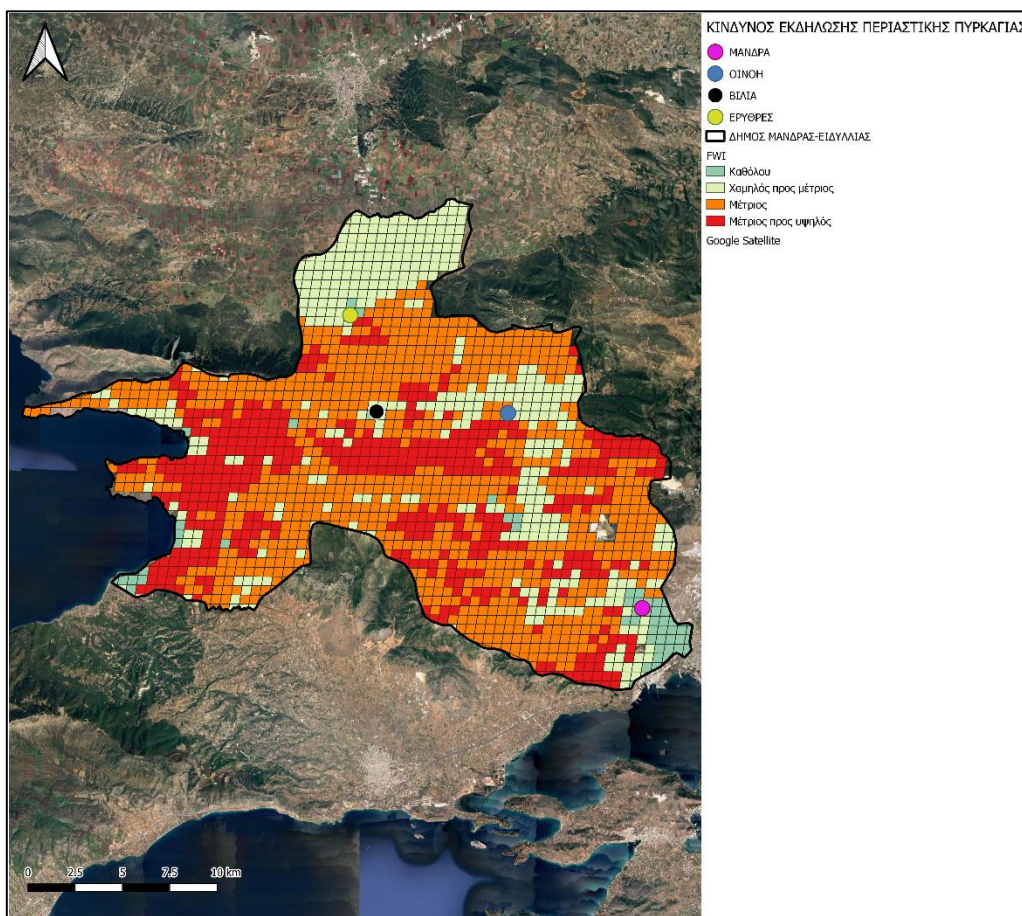 ΚΙΝΔΥΝΟΣ ΕΚΔΗΛΩΣΗΣ ΠΕΡΙΑΣΤΙΚΗΣ ΠΥΡΚΑΓΙΑΣ
ΜΑΝΔΡΑ
ΟΙΝΟΗ
ΒΙΛΙΑ
ΕΡΥΘΡΕΣ
ΔΗΜΟΣ ΜΑΝΔΡΑΣ-ΕΙΔΥΛΛΙΑΣ
FWI
Καθόλου
Χαμηλός προς μέτριος
Μέτριος
Μέτριος προς υψηλός
Google Satellite
0 2.5 5 7.5 10 km